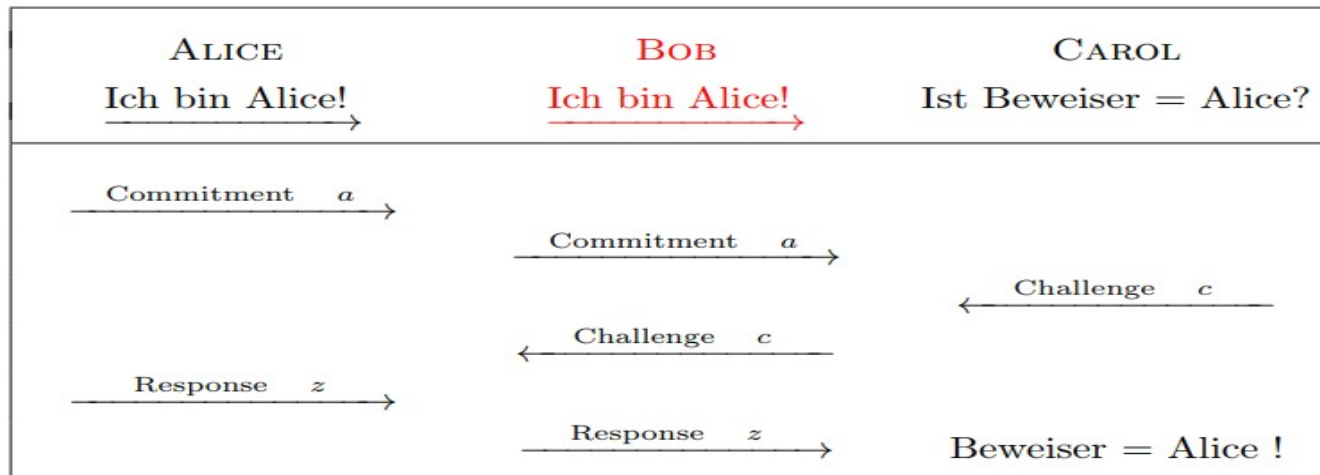 ALICE BOB CAROL
Ich bin Alice! Ich bin Alice! Ist Beweiser = Alice?
Commitment a
Commitment a
Challenge c
Challenge c
Response z
Response z Beweiser = Alice !